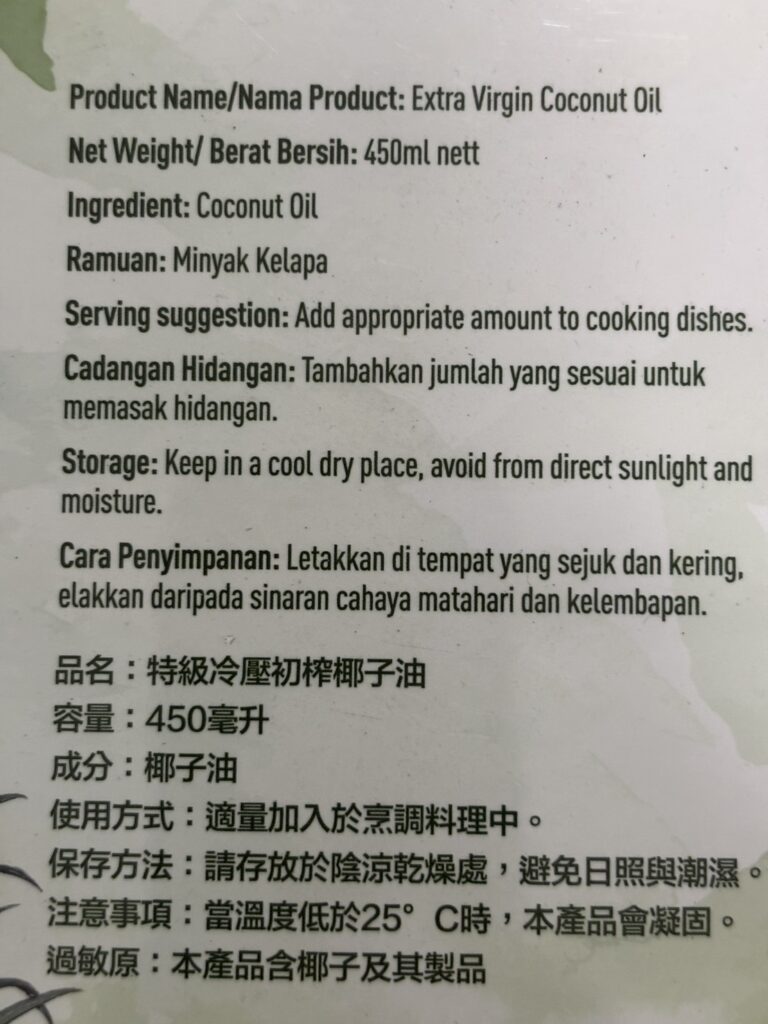 Product Name/Nama Product: Extra Virgin Coconut Oil
Net Weight/ Berat Bersih: 450ml nett
Ingredient: Coconut Oil
Ramuan: Minyak Kelapa
Serving suggestion: Add appropriate amount to cooking dishes.
Cadangan Hidangan: Tambahkan jumlah yang sesuai untuk
memasak hidangan.
Storage: Keep in a cool dry place, avoid from direct sunlight and
moisture.
Cara Penyimpanan: Letakkan di tempat yang sejuk dan kering,
elakkan daripada sinaran cahaya matahari dan kelembapan.
品名：特級冷壓初榨椰子油
容量：450毫升
成分：椰子油
使用方式：適量加入於烹調料理中。
保存方法：請存放於陰涼乾燥處，避免日照與潮濕。
注意事項：當溫度低於25°C時，本產品會凝固。
過敏原：本產品含椰子及其製品